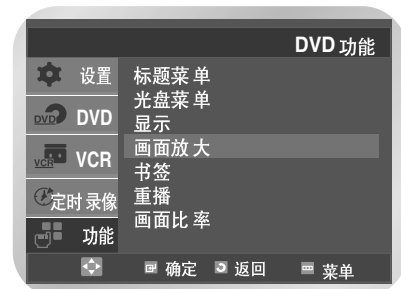 DVD 功能
设置
DVD
VCR
定时录像
功能
标题菜单
光盘菜单
显示
画面放大
书签
重播
画面比率
确定 返回 菜单